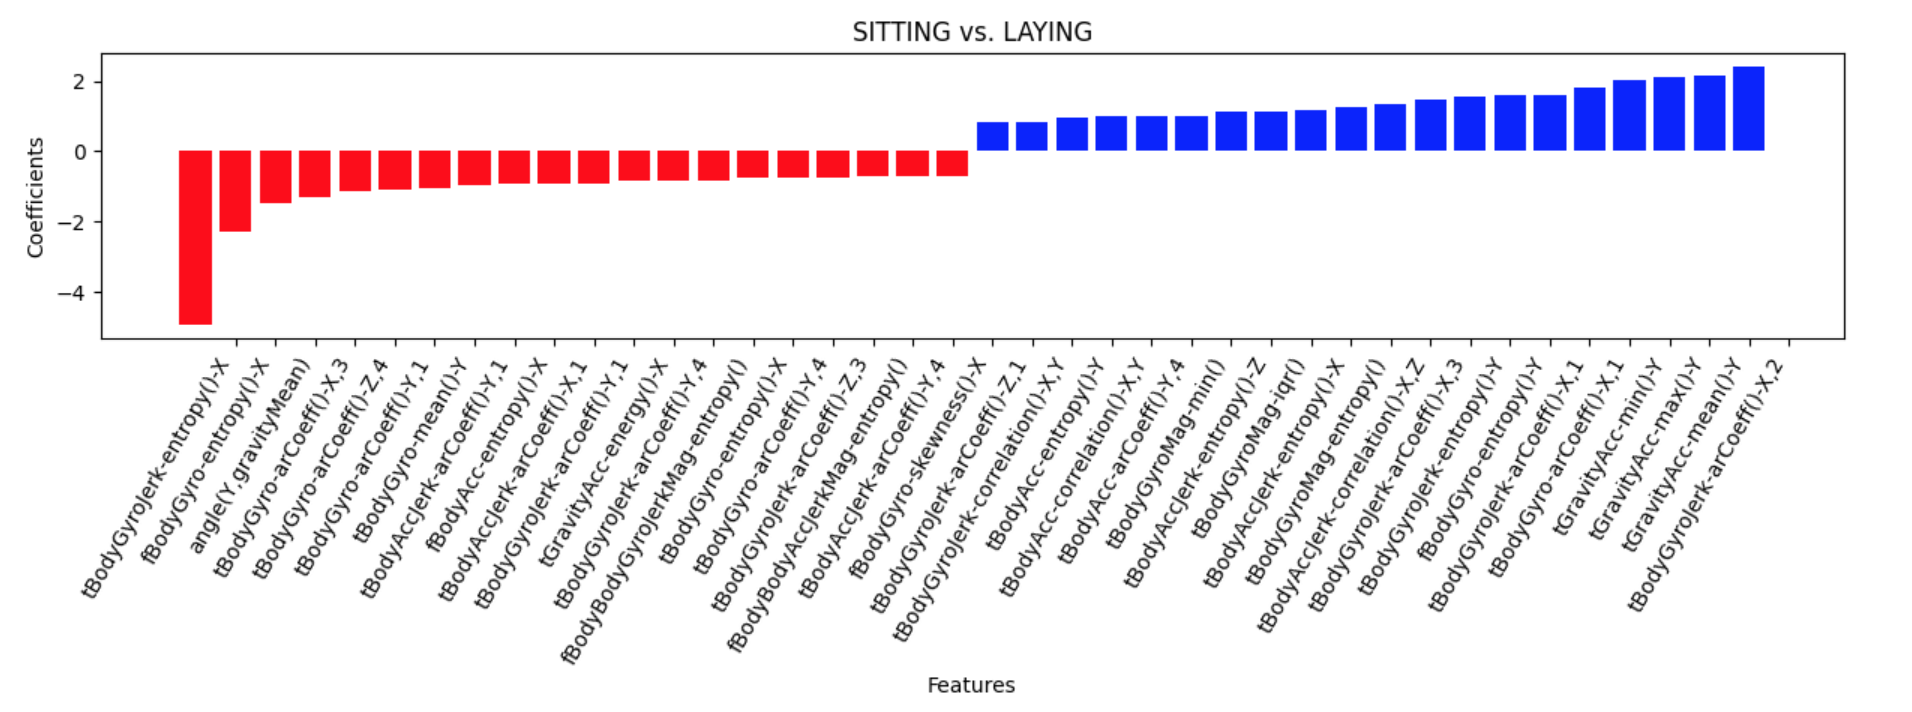 SITTING vs. LAYING
Coefficients
2
0
−2
−4
tBodyGyroJerk-entropy()-X
fBodyGyro-entropy()-X
angle(Y,gravityMean)
tBodyGyro-arCoeff()-X,3
tBodyGyro-arCoeff()-Z,4
tBodyGyro-arCoeff()-Y,1
tBodyGyro-mean()-Y
tBodyAccJerk-arCoeff()-Y,1
fBodyAcc-entropy()-X
tBodyAccJerk-arCoeff()-X,1
tBodyGyroJerk-arCoeff()-Y,1
tGravityAcc-energy()-X
tBodyGyroJerk-arCoeff()-Y,4
fBodyBodyGyroJerkMag-entropy()
tBodyGyro-entropy()-X
tBodyGyro-arCoeff()-Y,4
tBodyGyroJerk-arCoeff()-Z,3
fBodyBodyAccJerkMag-entropy()
tBodyAccJerk-arCoeff()-Y,4
fBodyGyro-skewness()-X
tBodyGyroJerk-arCoeff()-Z,1
tBodyGyroJerk-correlation()-X,Y
tBodyAcc-entropy()-Y
tBodyAcc-correlation()-X,Y
tBodyAcc-arCoeff()-Y,4
tBodyGyroMag-min()
tBodyAccJerk-entropy()-Z
tBodyGyroMag-iqr()
tBodyAccJerk-entropy()-X
tBodyGyroMag-entropy()
tBodyAccJerk-correlation()-X,Z
tBodyGyroJerk-arCoeff()-X,3
tBodyGyroJerk-entropy()-Y
fBodyGyro-entropy()-Y
tBodyGyroJerk-arCoeff()-X,1
tBodyGyro-arCoeff()-X,1
tGravityAcc-min()-Y
tGravityAcc-max()-Y
tGravityAcc-mean()-Y
tBodyGyroJerk-arCoeff()-X,2
Features